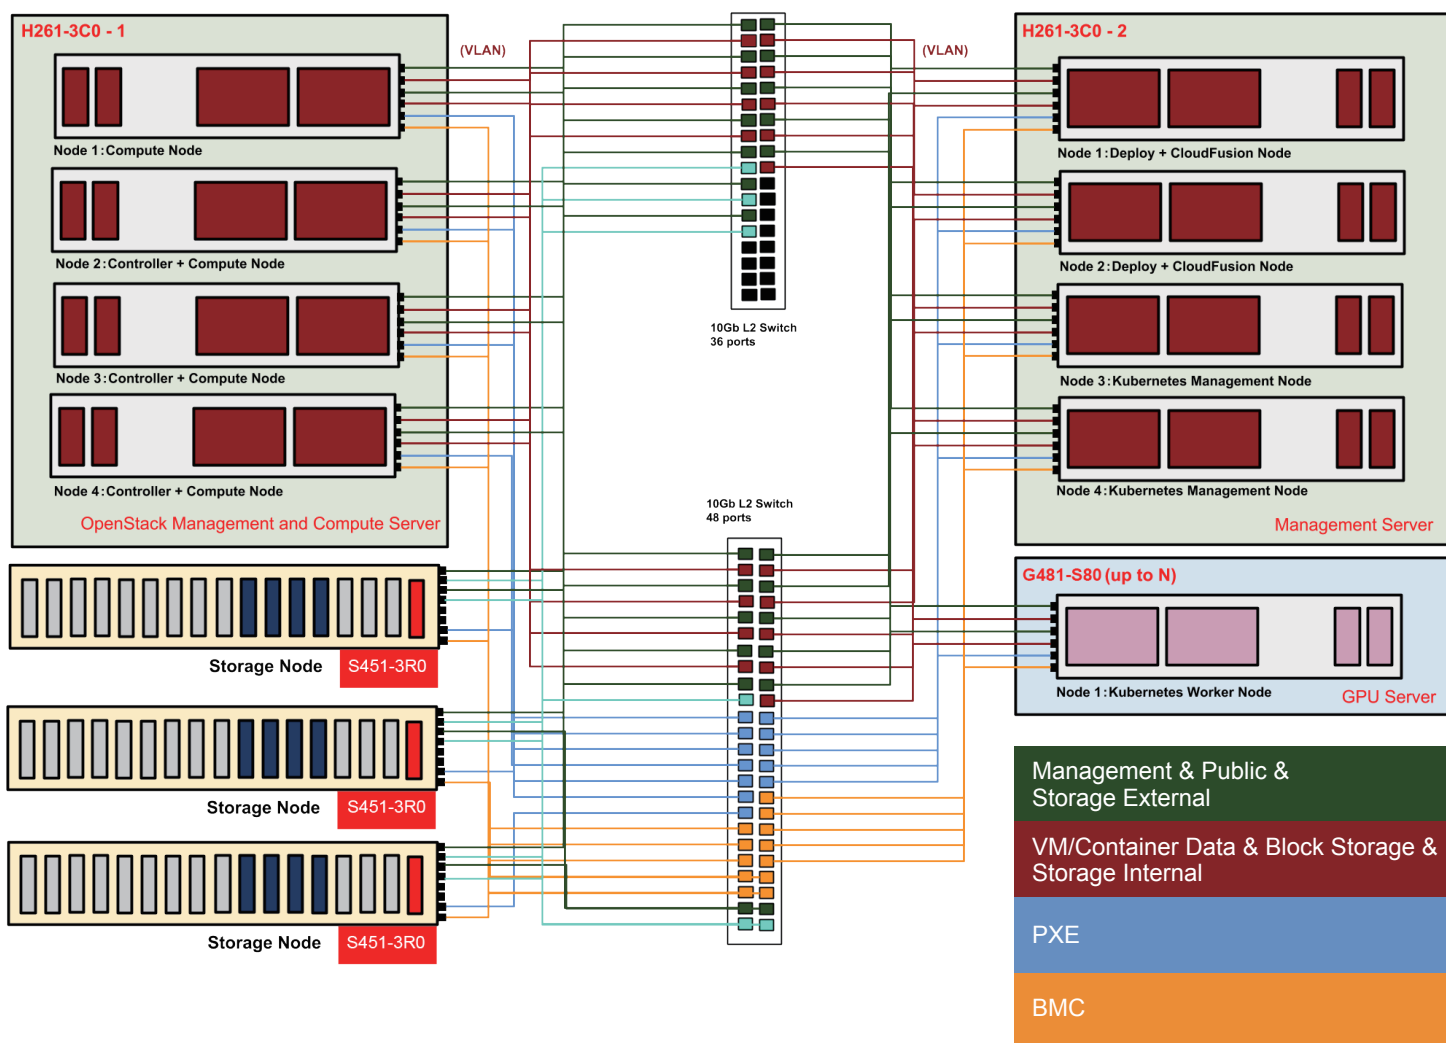 H261-3C0 - 1
(VLAN)
Node 1:Compute Node
Node 2:Controller + Compute Node
Node 3:Controller + Compute Node
Node 4:Controller + Compute Node
OpenStack Management and Compute Server
Storage Node
S451-3R0
Storage Node
S451-3R0
Storage Node
S451-3R0
10Gb L2 Switch
36 ports
10Gb L2 Switch
48 ports
(VLAN)
H261-3C0 - 2
Node 1:Deploy + CloudFusion Node
Node 2:Deploy + CloudFusion Node
Node 3:Kubernetes Management Node
Node 4:Kubernetes Management Node
Management Server
G481-S80 (up to N)
Node 1:Kubernetes Worker Node
GPU Server
Management & Public &
Storage External
VM/Container Data & Block Storage &
Storage Internal
PXE
BMC